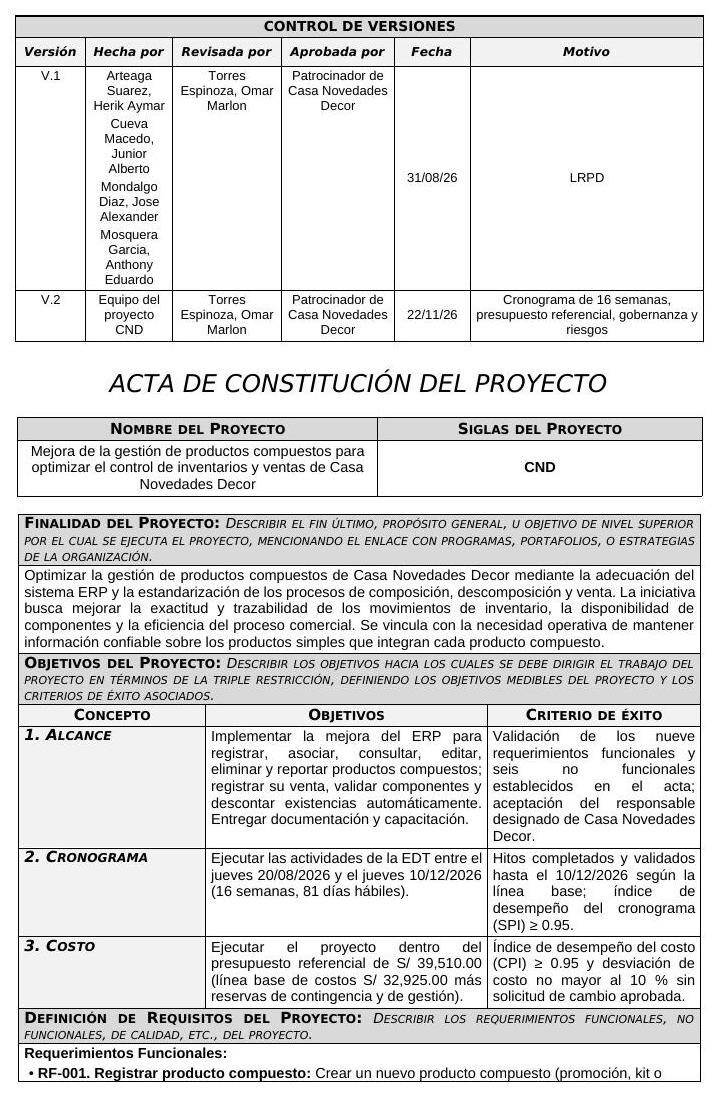 CONTROL DE VERSIONES
Versión Hecha por Revisada por Aprobada por Fecha Motivo
V.1
Arteaga
Suarez,
Herik Aymar
Cueva
Macedo,
Junior
Alberto
Mondalgo
Diaz, Jose
Alexander
Mosquera
Garcia,
Anthony
Eduardo
Torres
Espinoza, Omar
Marlon
Patrocinador de
Casa Novedades
Decor
31/08/26
LRPD
V.2
Equipo del
proyecto
CND
Torres
Espinoza, Omar
Marlon
Patrocinador de
Casa Novedades
Decor
22/11/26
Cronograma de 16 semanas,
presupuesto referencial, gobernanza y
riesgos
ACTA DE CONSTITUCIÓN DEL PROYECTO
NOMBRE DEL PROYECTO SIGLAS DEL PROYECTO
Mejora de la gestión de productos compuestos para
optimizar el control de inventarios y ventas de Casa
Novedades Decor
CND
FINALIDAD DEL PROYECTO: DESCRIBIR EL FIN ÚLTIMO, PROPÓSITO GENERAL, U OBJETIVO DE NIVEL SUPERIOR
POR EL CUAL SE EJECUTA EL PROYECTO, MENCIONANDO EL ENLACE CON PROGRAMAS, PORTAFOLIOS, O ESTRATEGIAS
DE LA ORGANIZACIÓN.
Optimizar la gestión de productos compuestos de Casa Novedades Decor mediante la adecuación del
sistema ERP y la estandarización de los procesos de composición, descomposición y venta. La iniciativa
busca mejorar la exactitud y trazabilidad de los movimientos de inventario, la disponibilidad de
componentes y la eficiencia del proceso comercial. Se vincula con la necesidad operativa de mantener
información confiable sobre los productos simples que integran cada producto compuesto.
OBJETIVOS DEL PROYECTO: DESCRIBIR LOS OBJETIVOS HACIA LOS CUALES SE DEBE DIRIGIR EL TRABAJO DEL
PROYECTO EN TÉRMINOS DE LA TRIPLE RESTRICCIÓN, DEFINIENDO LOS OBJETIVOS MEDIBLES DEL PROYECTO Y LOS
CRITERIOS DE ÉXITO ASOCIADOS.
CONCEPTO OBJETIVOS CRITERIO DE ÉXITO
1. ALCANCE
Implementar la mejora del ERP para
registrar, asociar, consultar, editar,
eliminar y reportar productos compuestos;
registrar su venta, validar componentes y
descontar existencias automáticamente.
Entregar documentación y capacitación.
Validación de los nueve
requerimientos funcionales y
seis no funcionales
establecidos en el acta;
aceptación del responsable
designado de Casa Novedades
Decor.
2. CRONOGRAMA
Ejecutar las actividades de la EDT entre el
jueves 20/08/2026 y el jueves 10/12/2026
(16 semanas, 81 días hábiles).
Hitos completados y validados
hasta el 10/12/2026 según la
línea base; índice de
desempeño del cronograma
(SPI) ≥ 0.95.
3. COSTO
Ejecutar el proyecto dentro del
presupuesto referencial de S/ 39,510.00
(línea base de costos S/ 32,925.00 más
reservas de contingencia y de gestión).
Índice de desempeño del costo
(CPI) ≥ 0.95 y desviación de
costo no mayor al 10 % sin
solicitud de cambio aprobada.
DEFINICIÓN DE REQUISITOS DEL PROYECTO: DESCRIBIR LOS REQUERIMIENTOS FUNCIONALES, NO
FUNCIONALES, DE CALIDAD, ETC., DEL PROYECTO.
Requerimientos Funcionales:
• RF-001. Registrar producto compuesto: Crear un nuevo producto compuesto (promoción, kit o